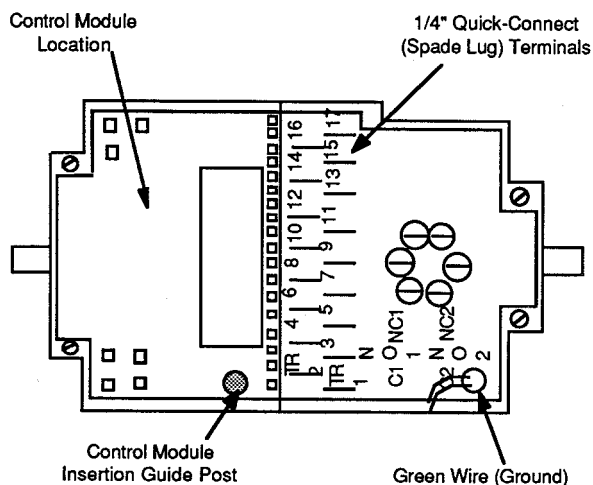 Control Module
Location
1/4" Quick-Connect
(Spade Lug) Terminals
16
17
14
15
12
13
10
11
8
9
6
7
4
5
TR
2
3
TR
1
N
O
C1
NC1
1
N
O
2
NC2
2
Control Module
Insertion Guide Post
Green Wire (Ground)